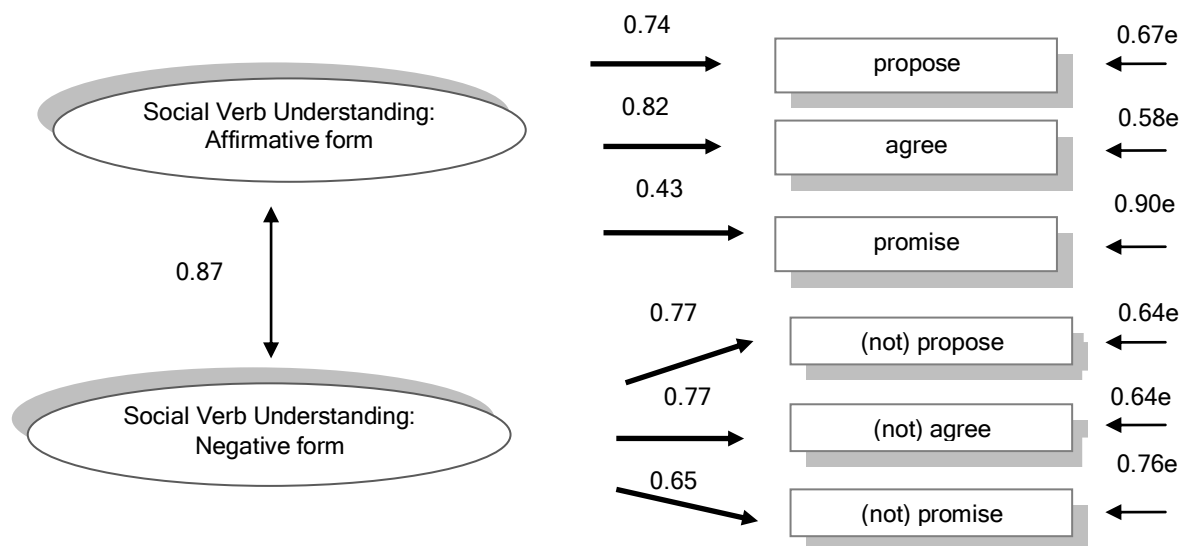 0.74
propose
0.67e
Social Verb Understanding:
Affirmative form
0.82
agree
0.58e
0.43
promise
0.90e
0.87
0.77
(not) propose
0.64e
Social Verb Understanding:
Negative form
0.77
(not) agree
0.64e
0.65
(not) promise
0.76e